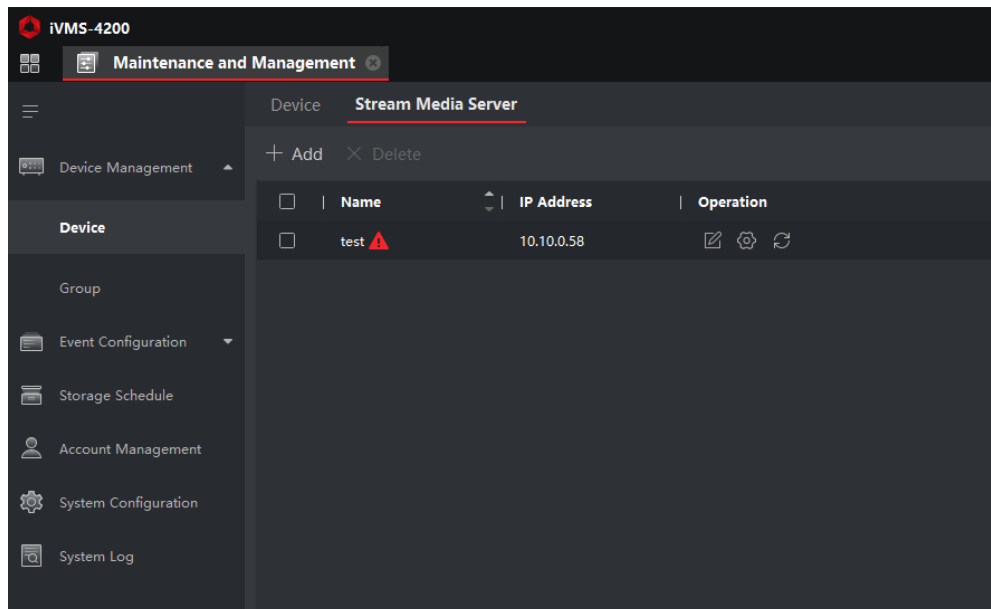 iVMS-4200
Maintenance and Management
Device Stream Media Server
Add Delete
Device Management
Name IP Address Operation
Device
test 10.10.0.58
Group
Event Configuration
Storage Schedule
Account Management
System Configuration
System Log